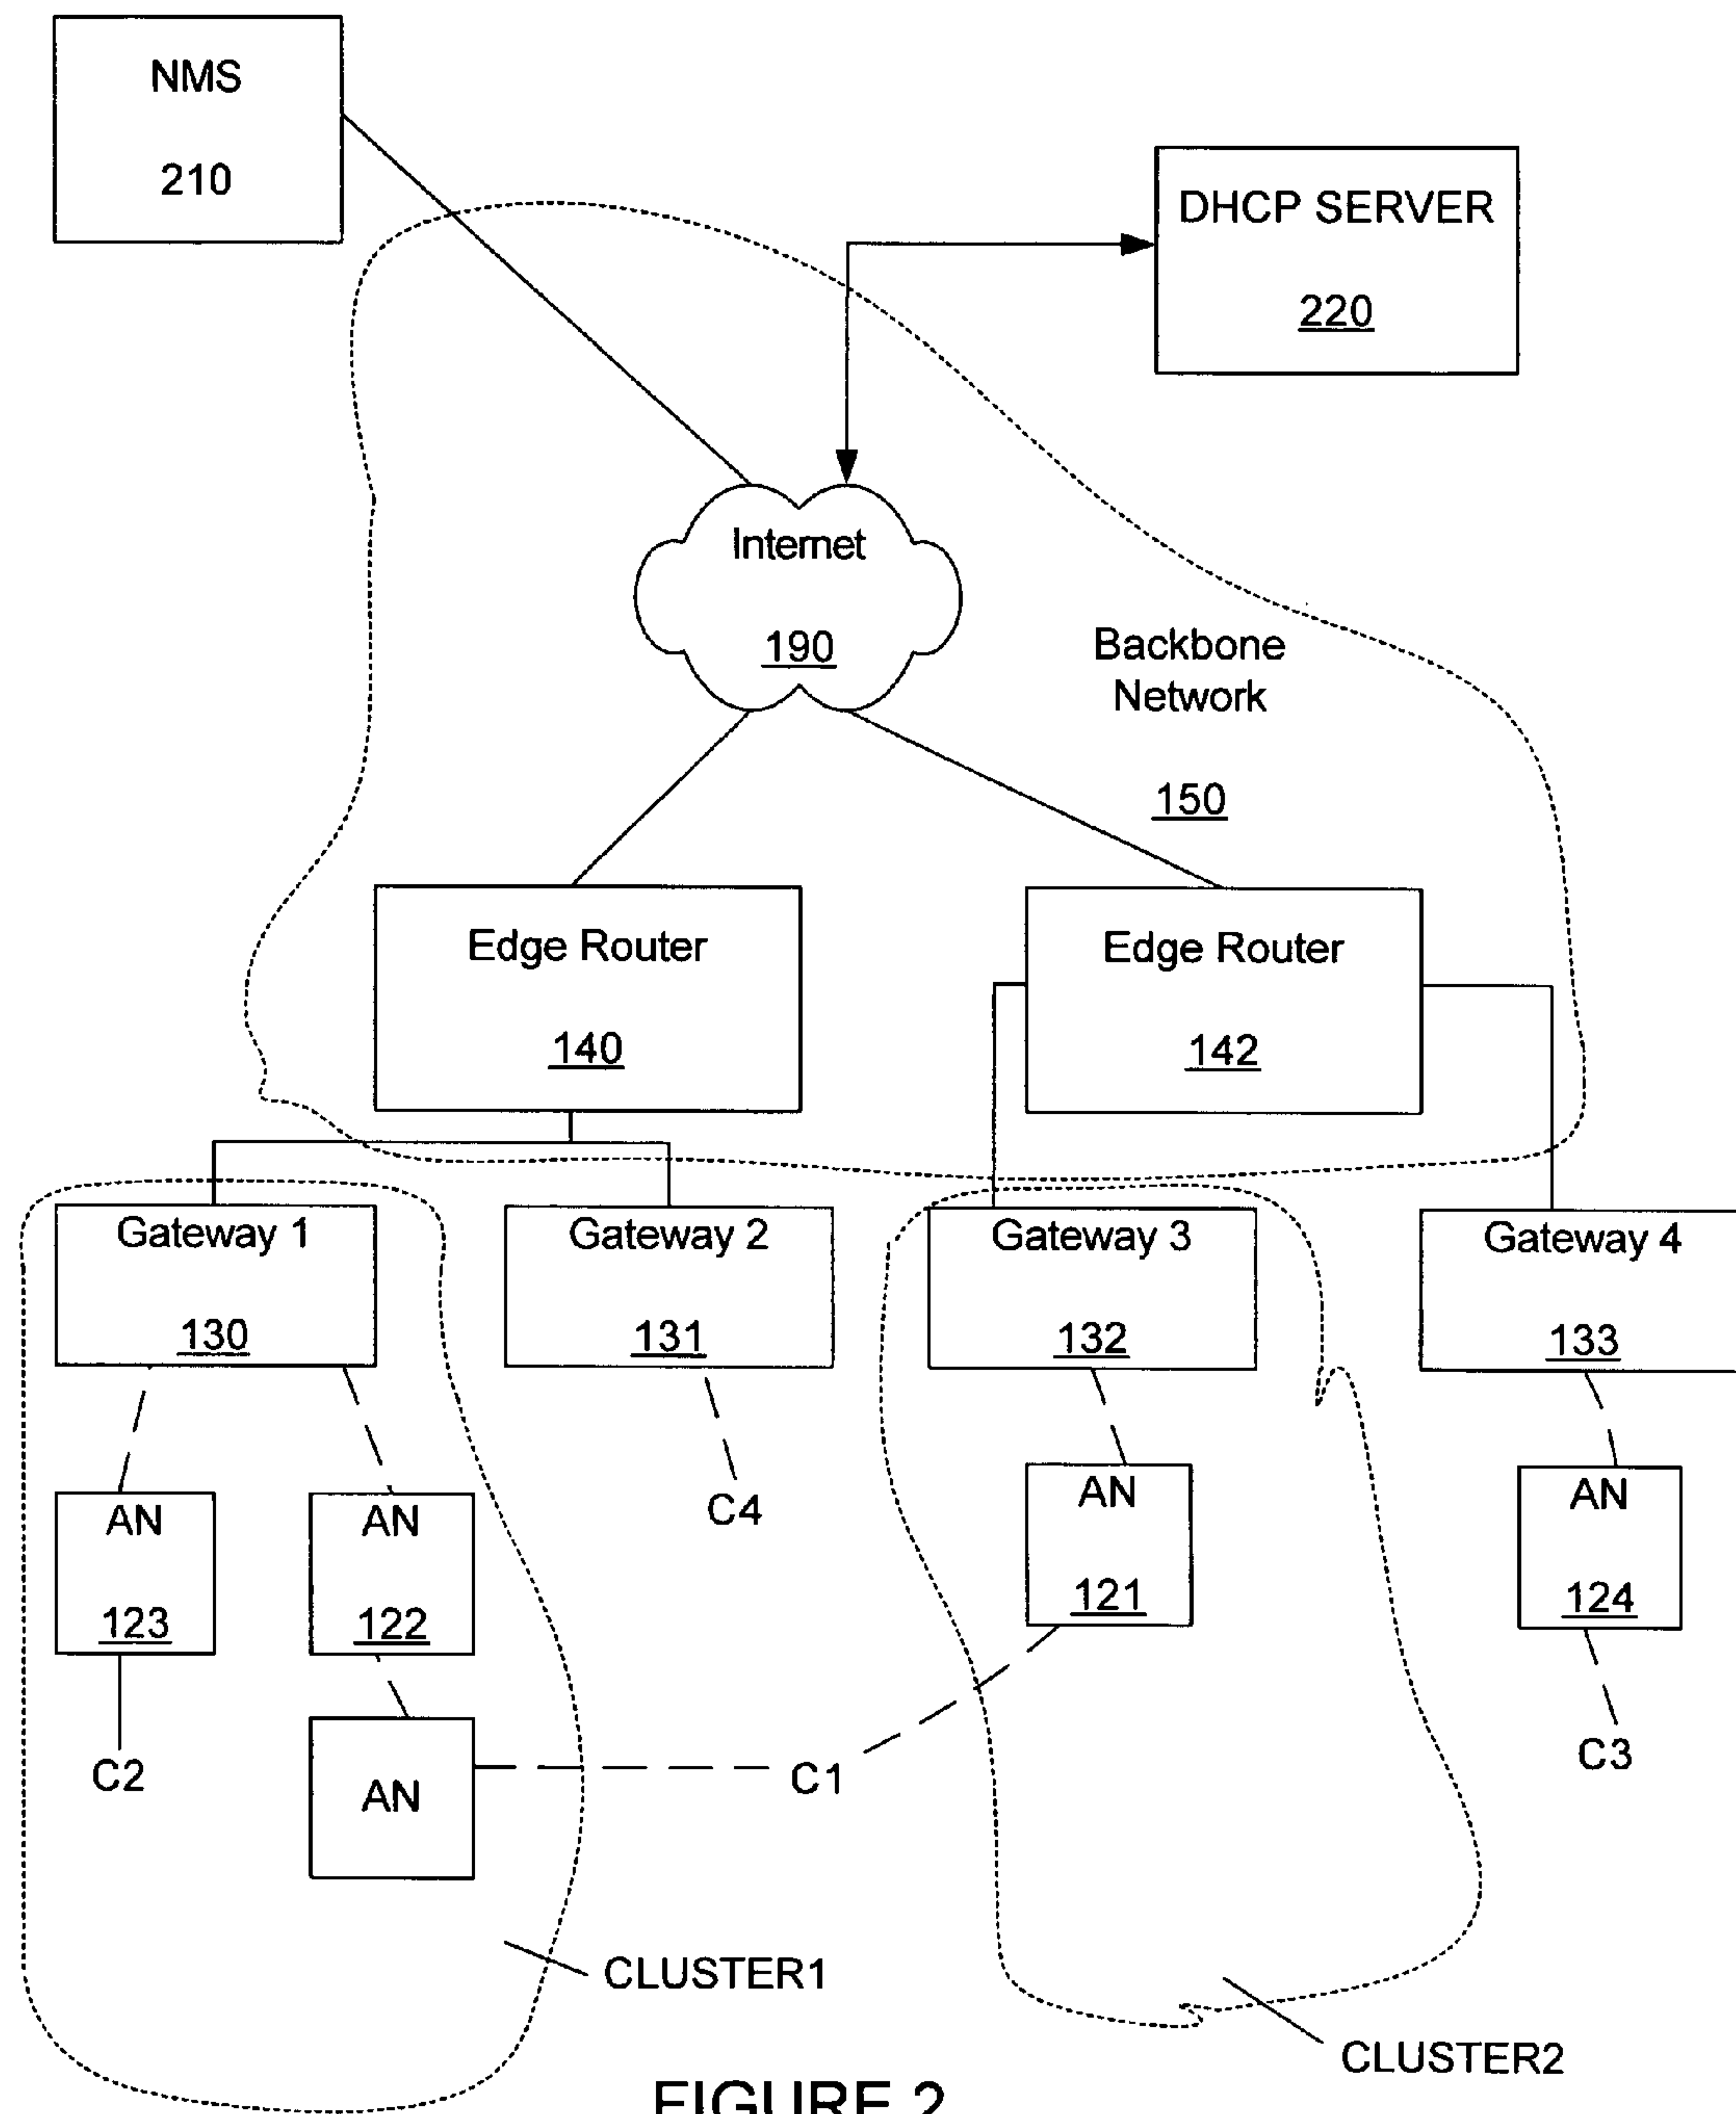 NMS
210
DHCP SERVER
220
Internet
190
Backbone
Network
150
Edge Router
140
Edge Router
142
Gateway 1
130
Gateway 2
131
Gateway 3
132
Gateway 4
133
AN
123
AN
122
C4
AN
121
AN
124
C2
AN
C1
C3
CLUSTER1
CLUSTER2
FIGURE 2